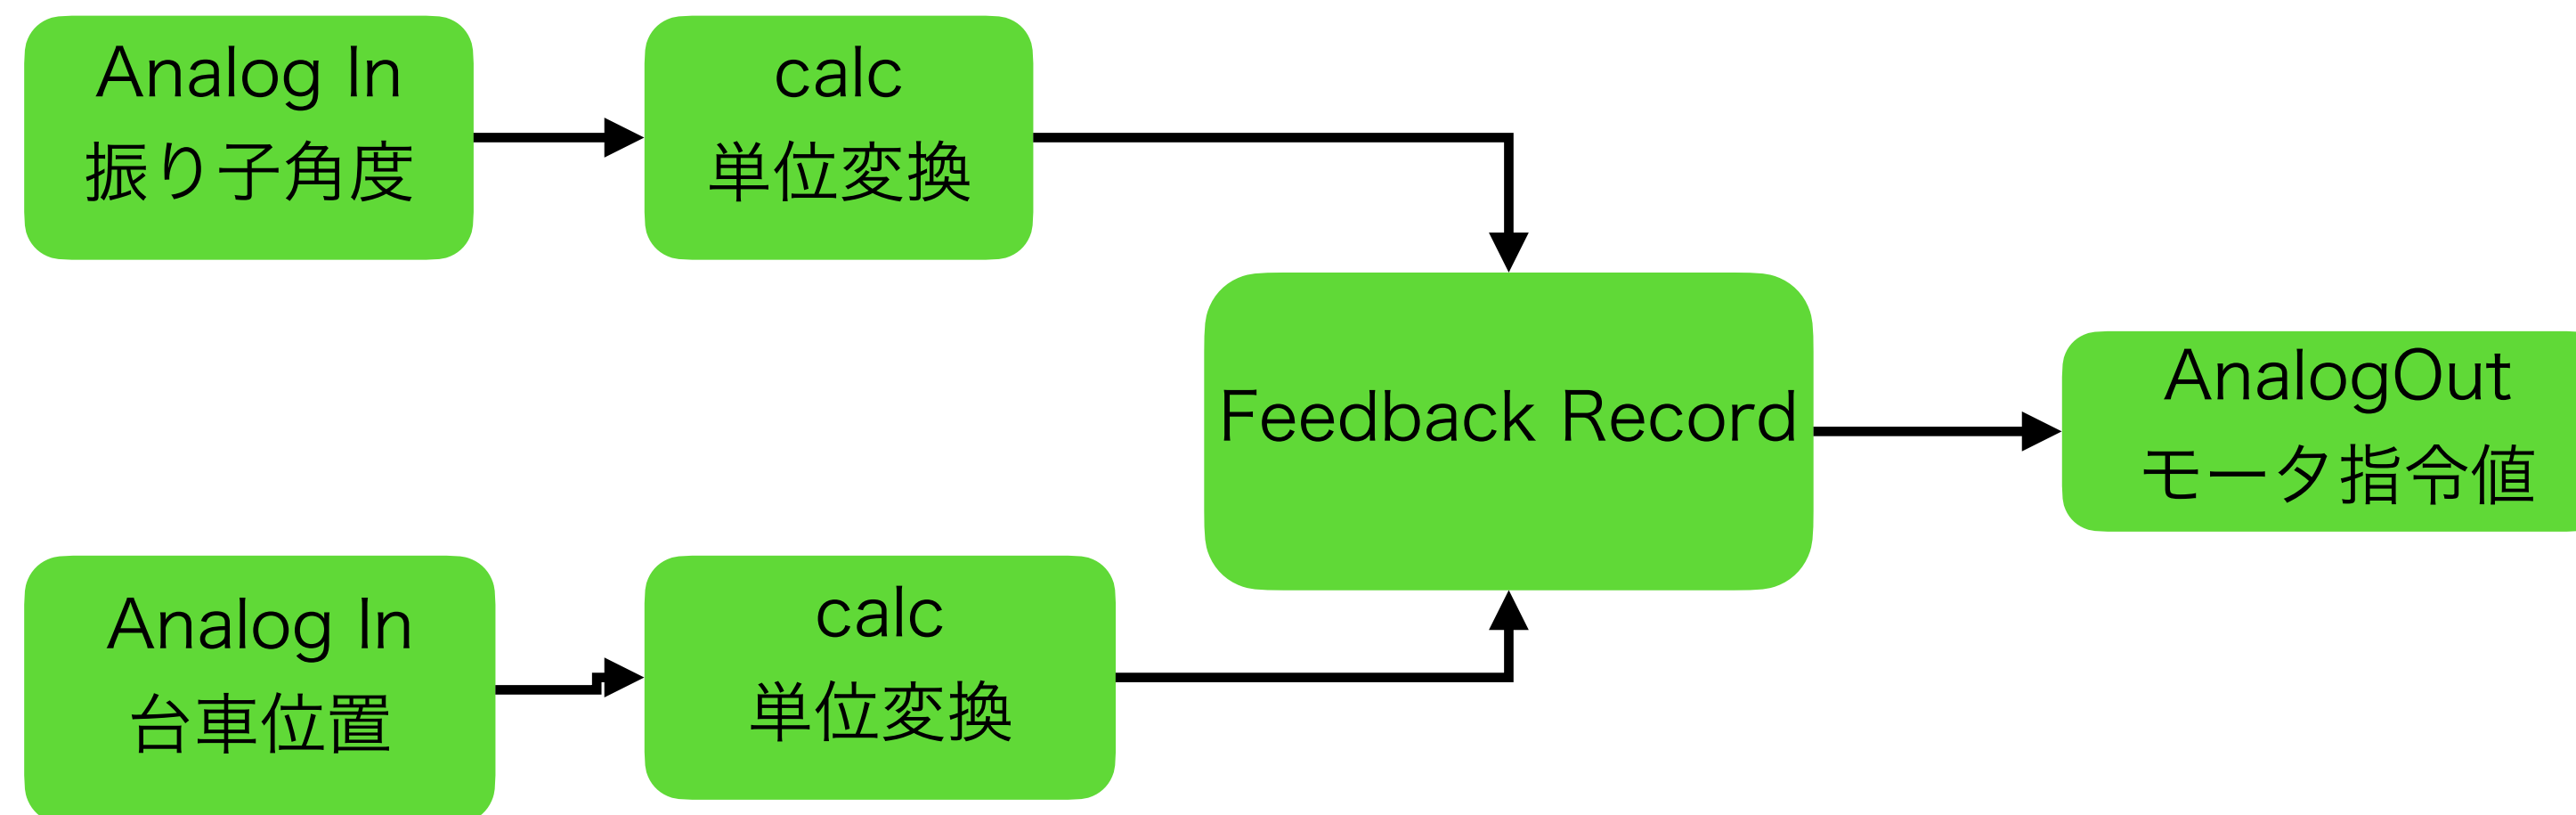 Analog In
振り子角度
calc
単位変換
Feedback Record
AnalogOut
モータ指令値
Analog In
台車位置
calc
単位変換